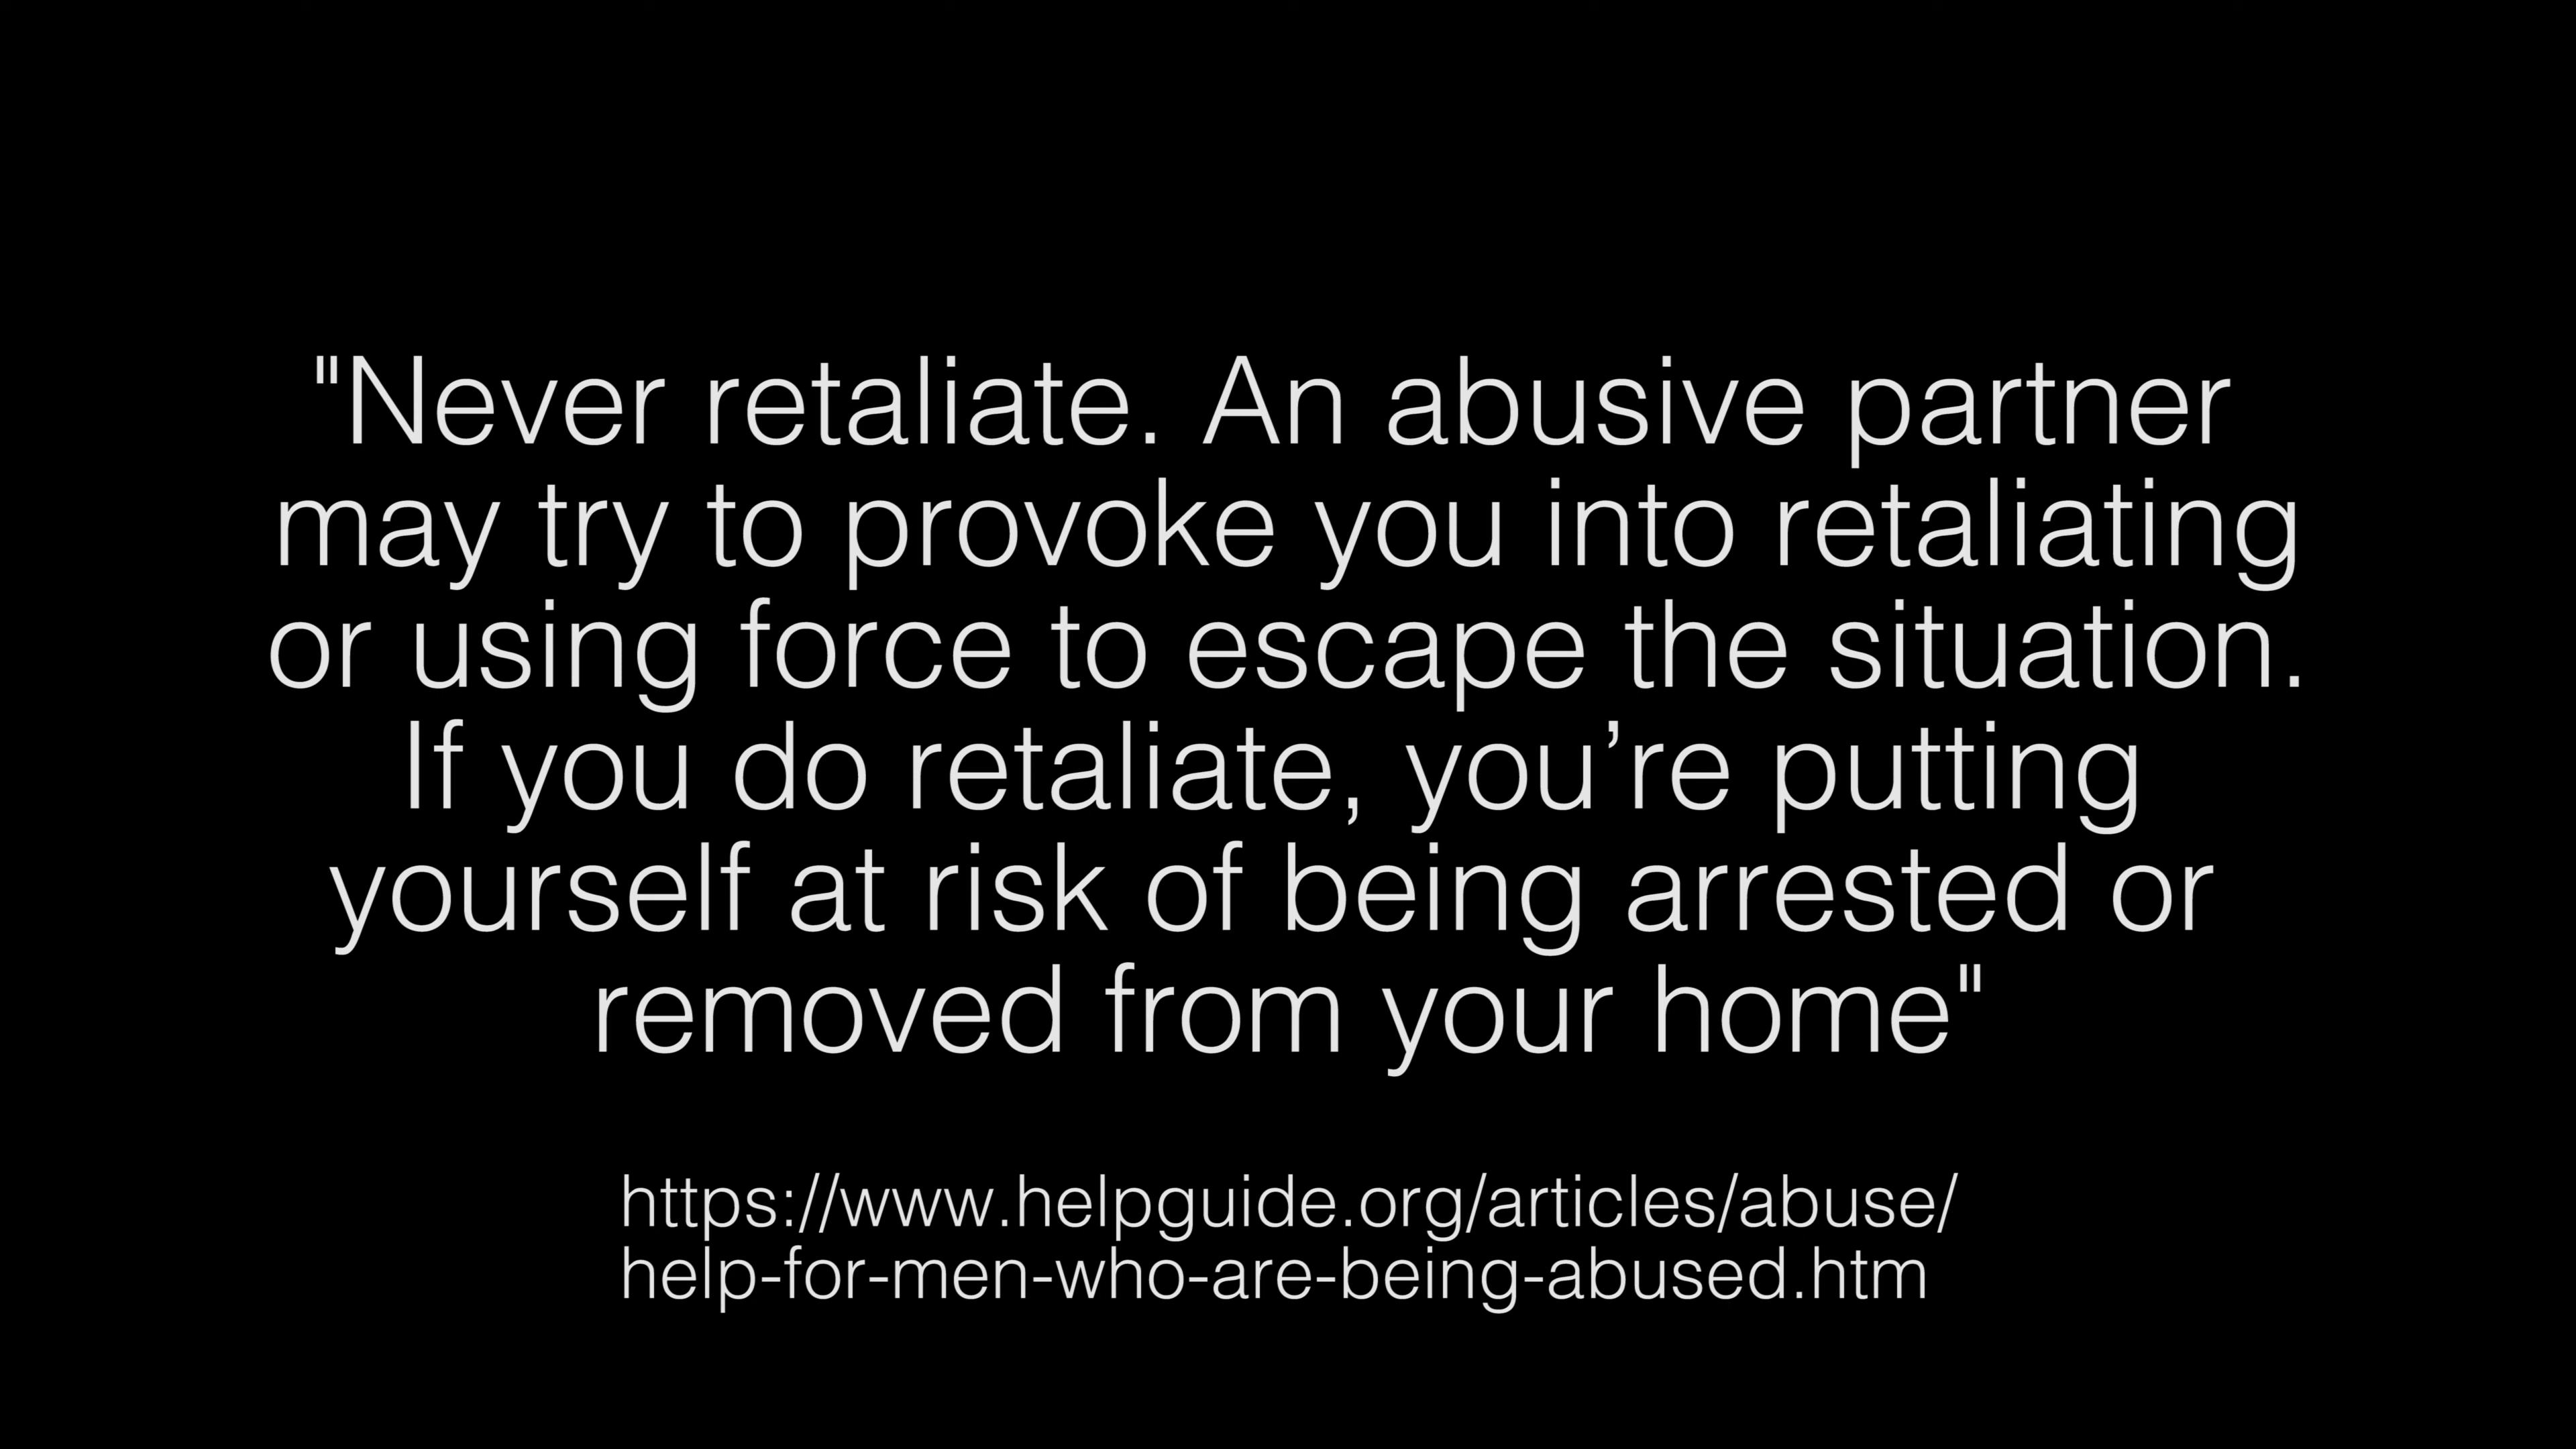 "Never retaliate. An abusive partner
may try to provoke you into retaliating
or using force to escape the situation.
If you do retaliate, you’re putting
yourself at risk of being arrested or
removed from your home"
https://www.helpguide.org/articles/abuse/
help-for-men-who-are-being-abused.htm